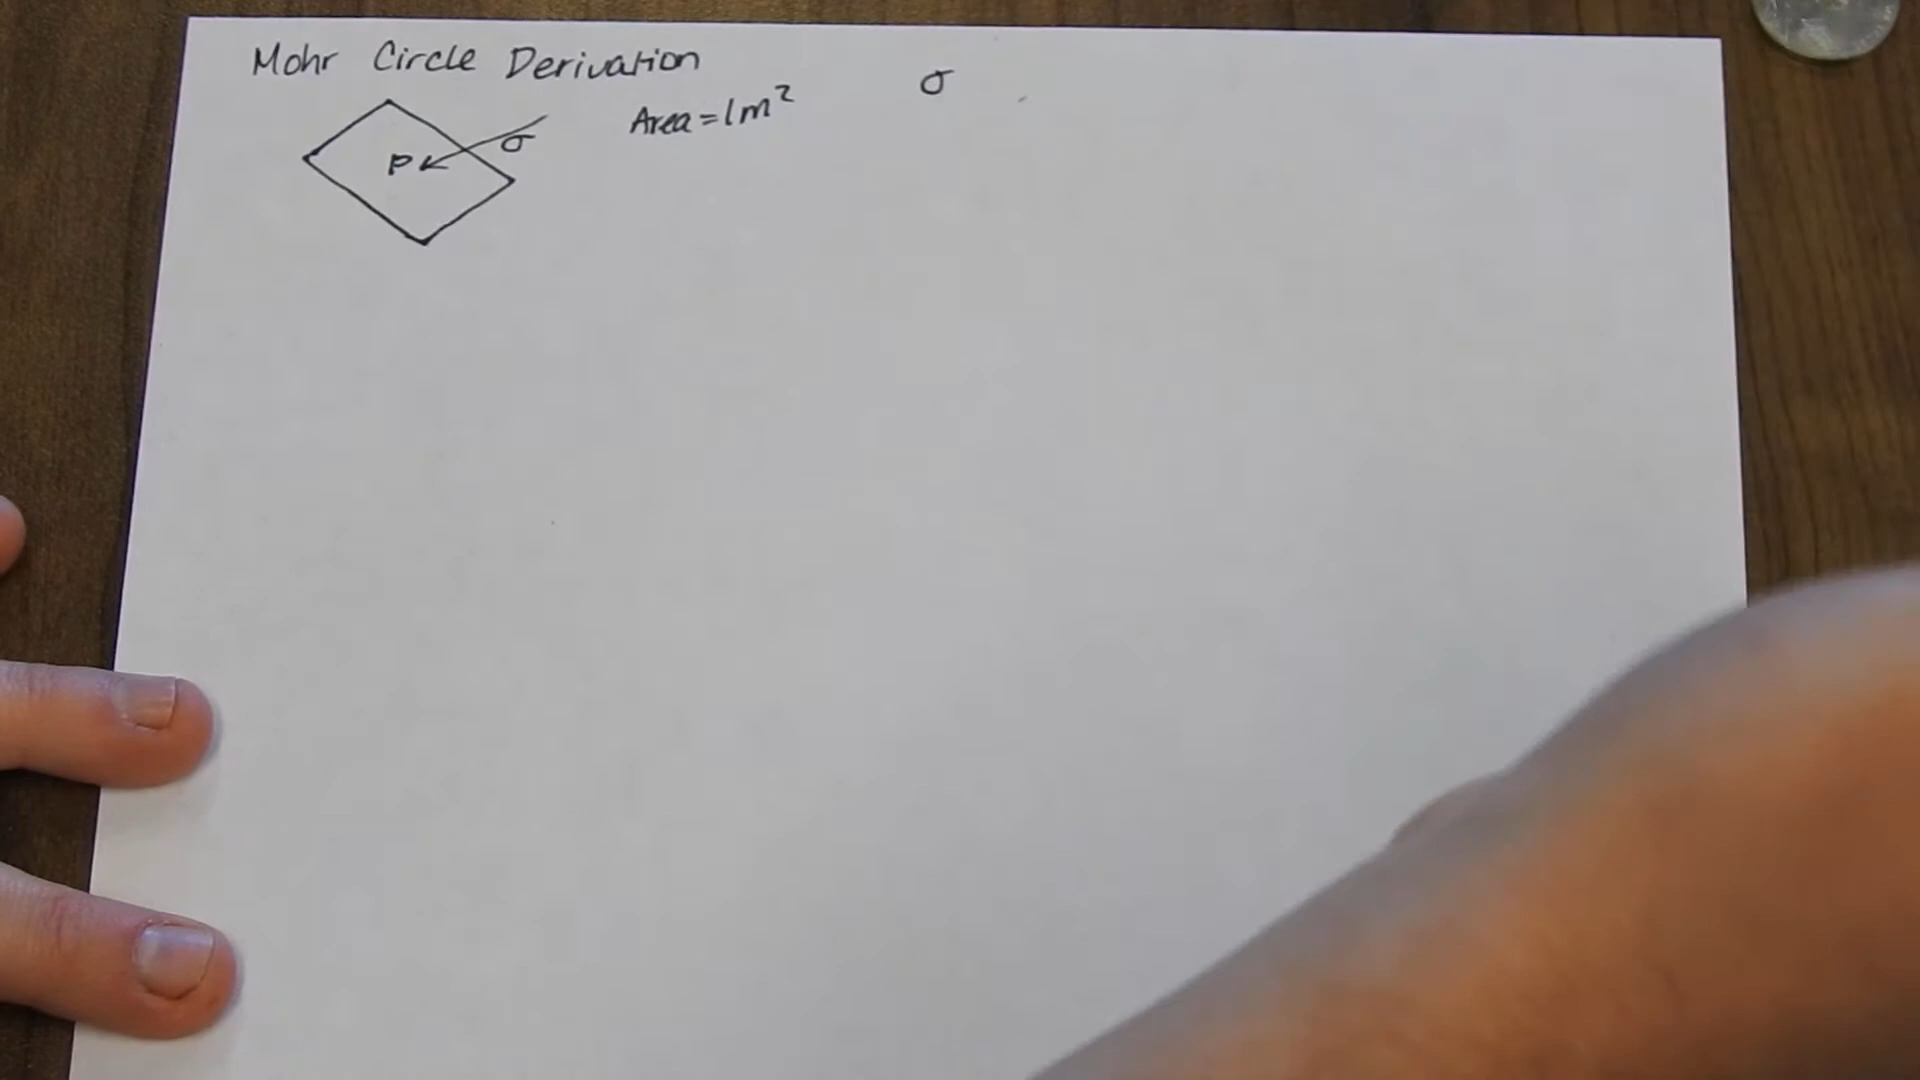 Mohr Circle Derivation
Area = 1m² σ
P σ